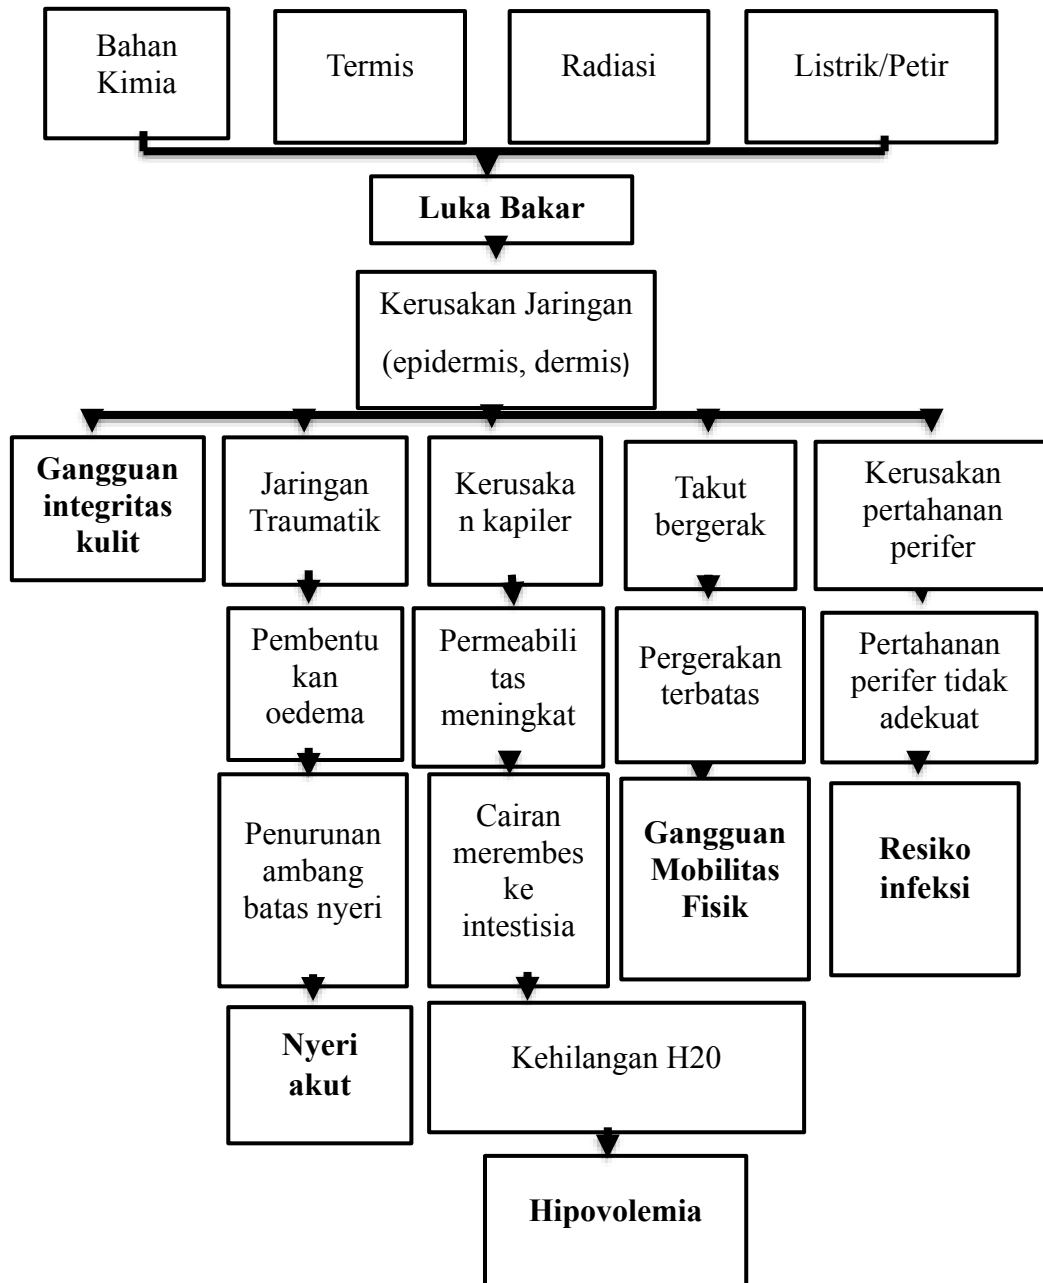 Bahan
Kimia
Termis
Radiasi
Listrik/Petir
Luka Bakar
Kerusakan Jaringan
(epidermis, dermis)
Gangguan
integritas
kulit
Jaringan
Traumatik
Kerusaka
n kapiler
Takut
bergerak
Kerusakan
pertahanan
perifer
Pembentu
kan
oedema
Permeabili
tas
meningkat
Pergerakan
terbatas
Pertahanan
perifer tidak
adekuat
Penurunan
ambang
batas nyeri
Cairan
merembes
ke
intestisia
Gangguan
Mobilitas
Fisik
Resiko
infeksi
Nyeri
akut
Kehilangan H20
Hipovolemia